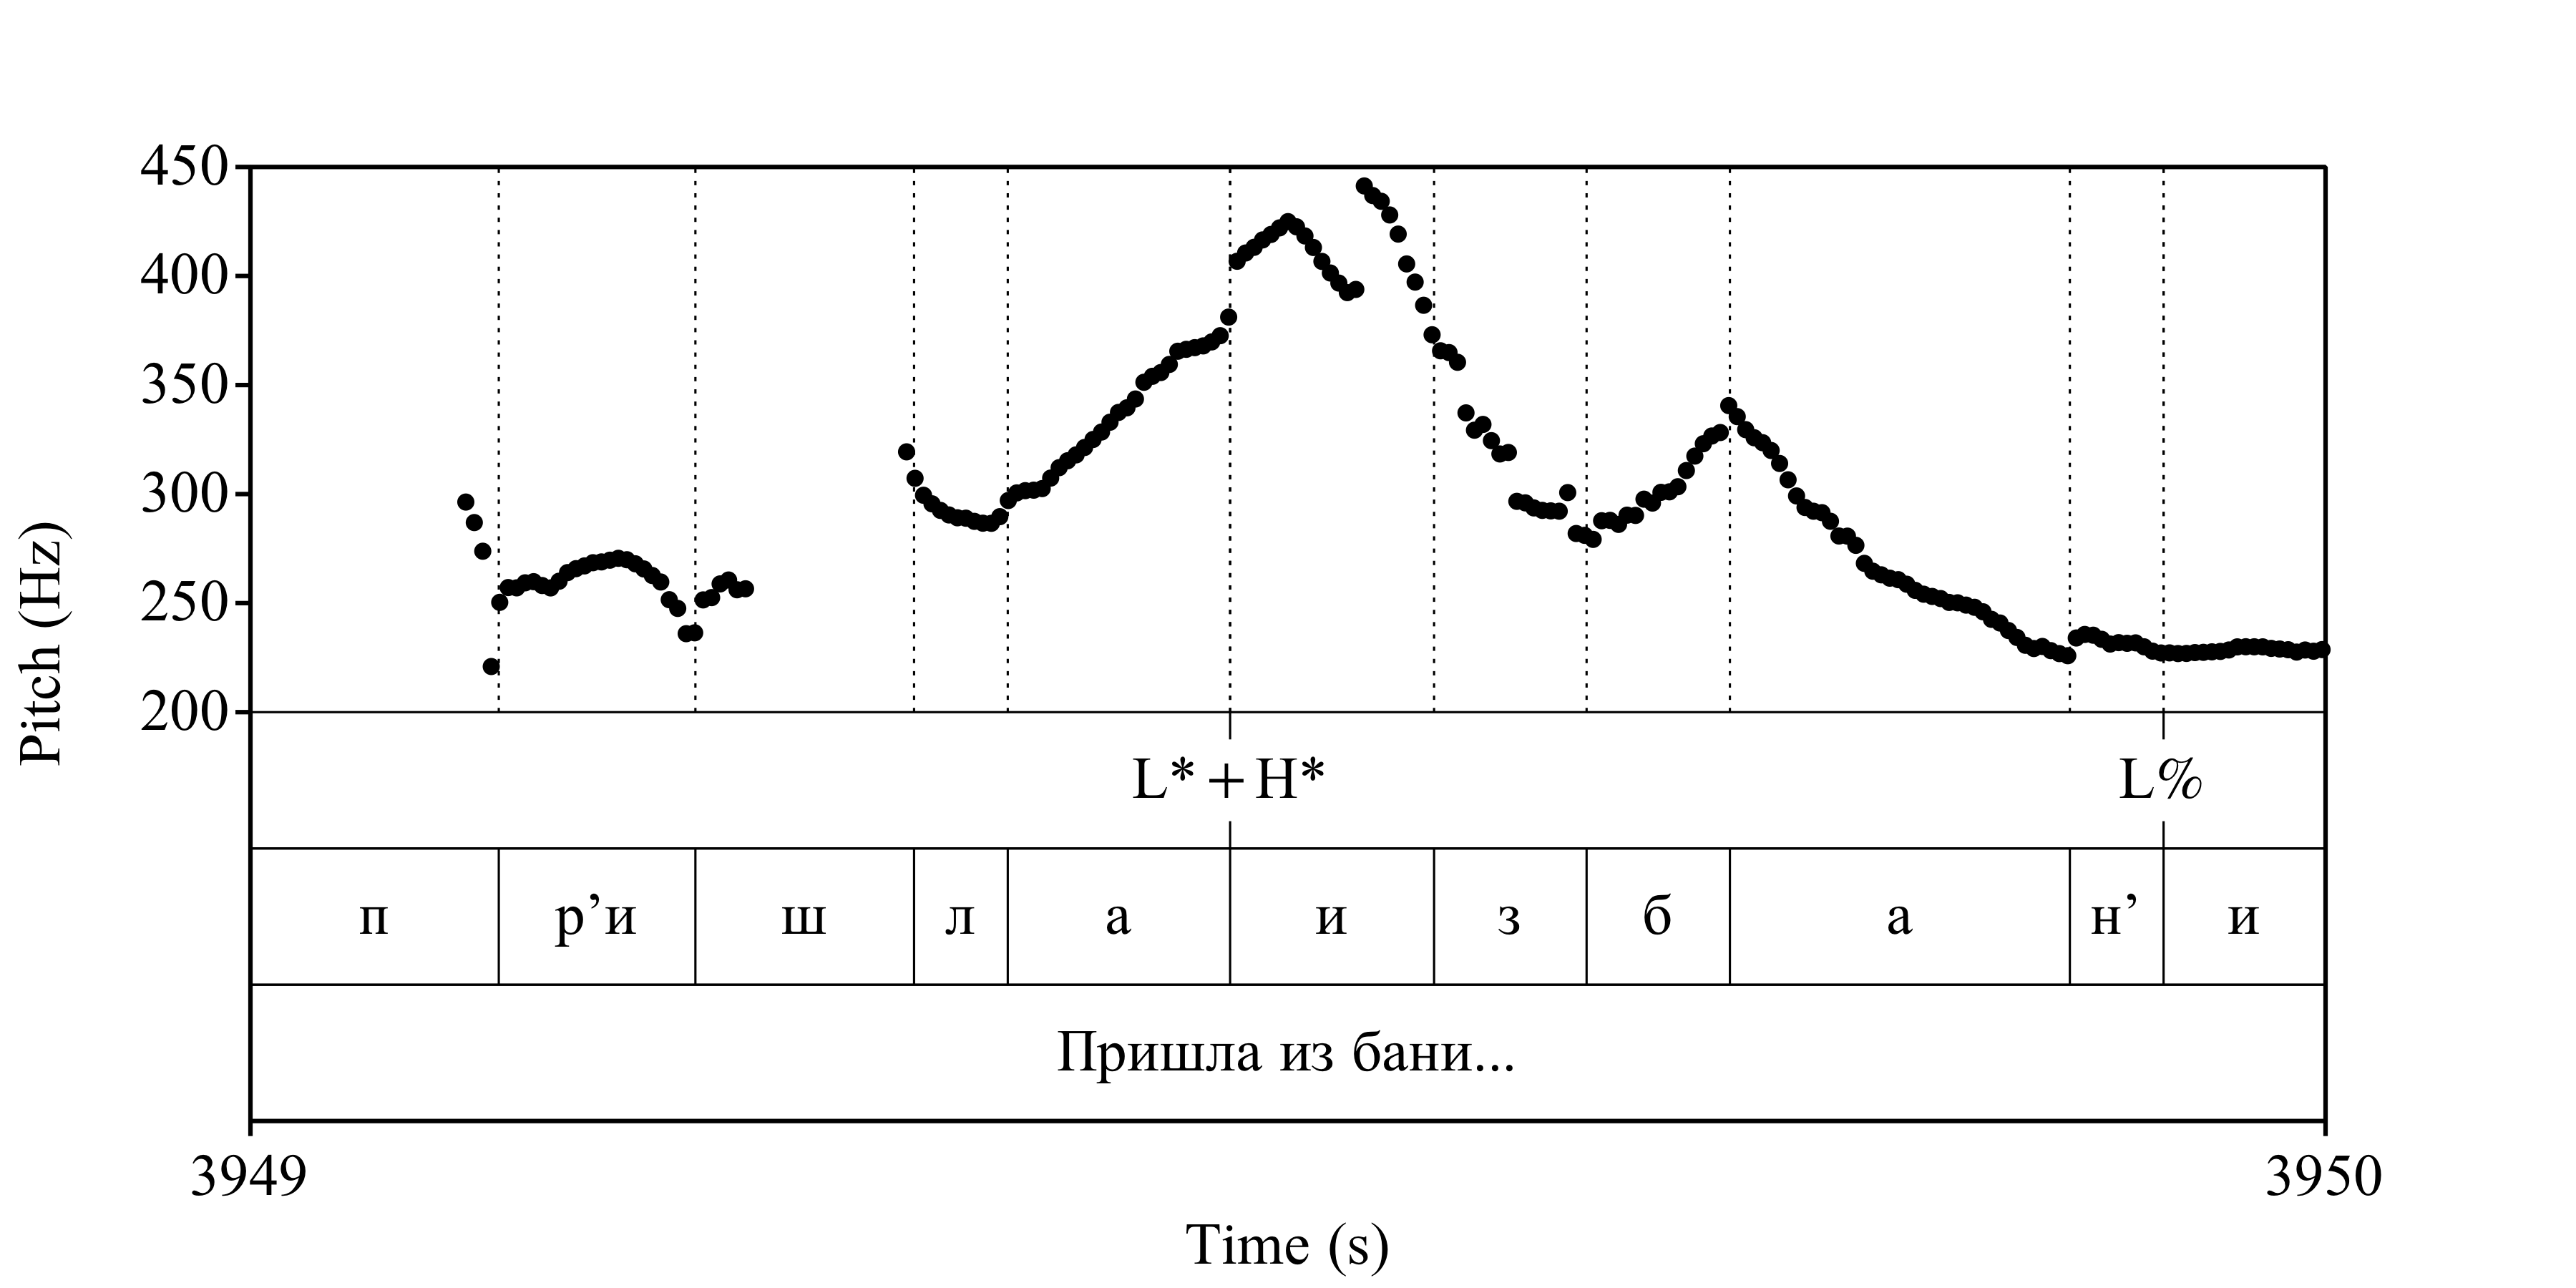 450
400
350
300
250
200
Pitch (Hz)
L*+H* L%
п р’и ш л а и з б а н’ и
Пришла из бани...
3949 3950
Time (s)